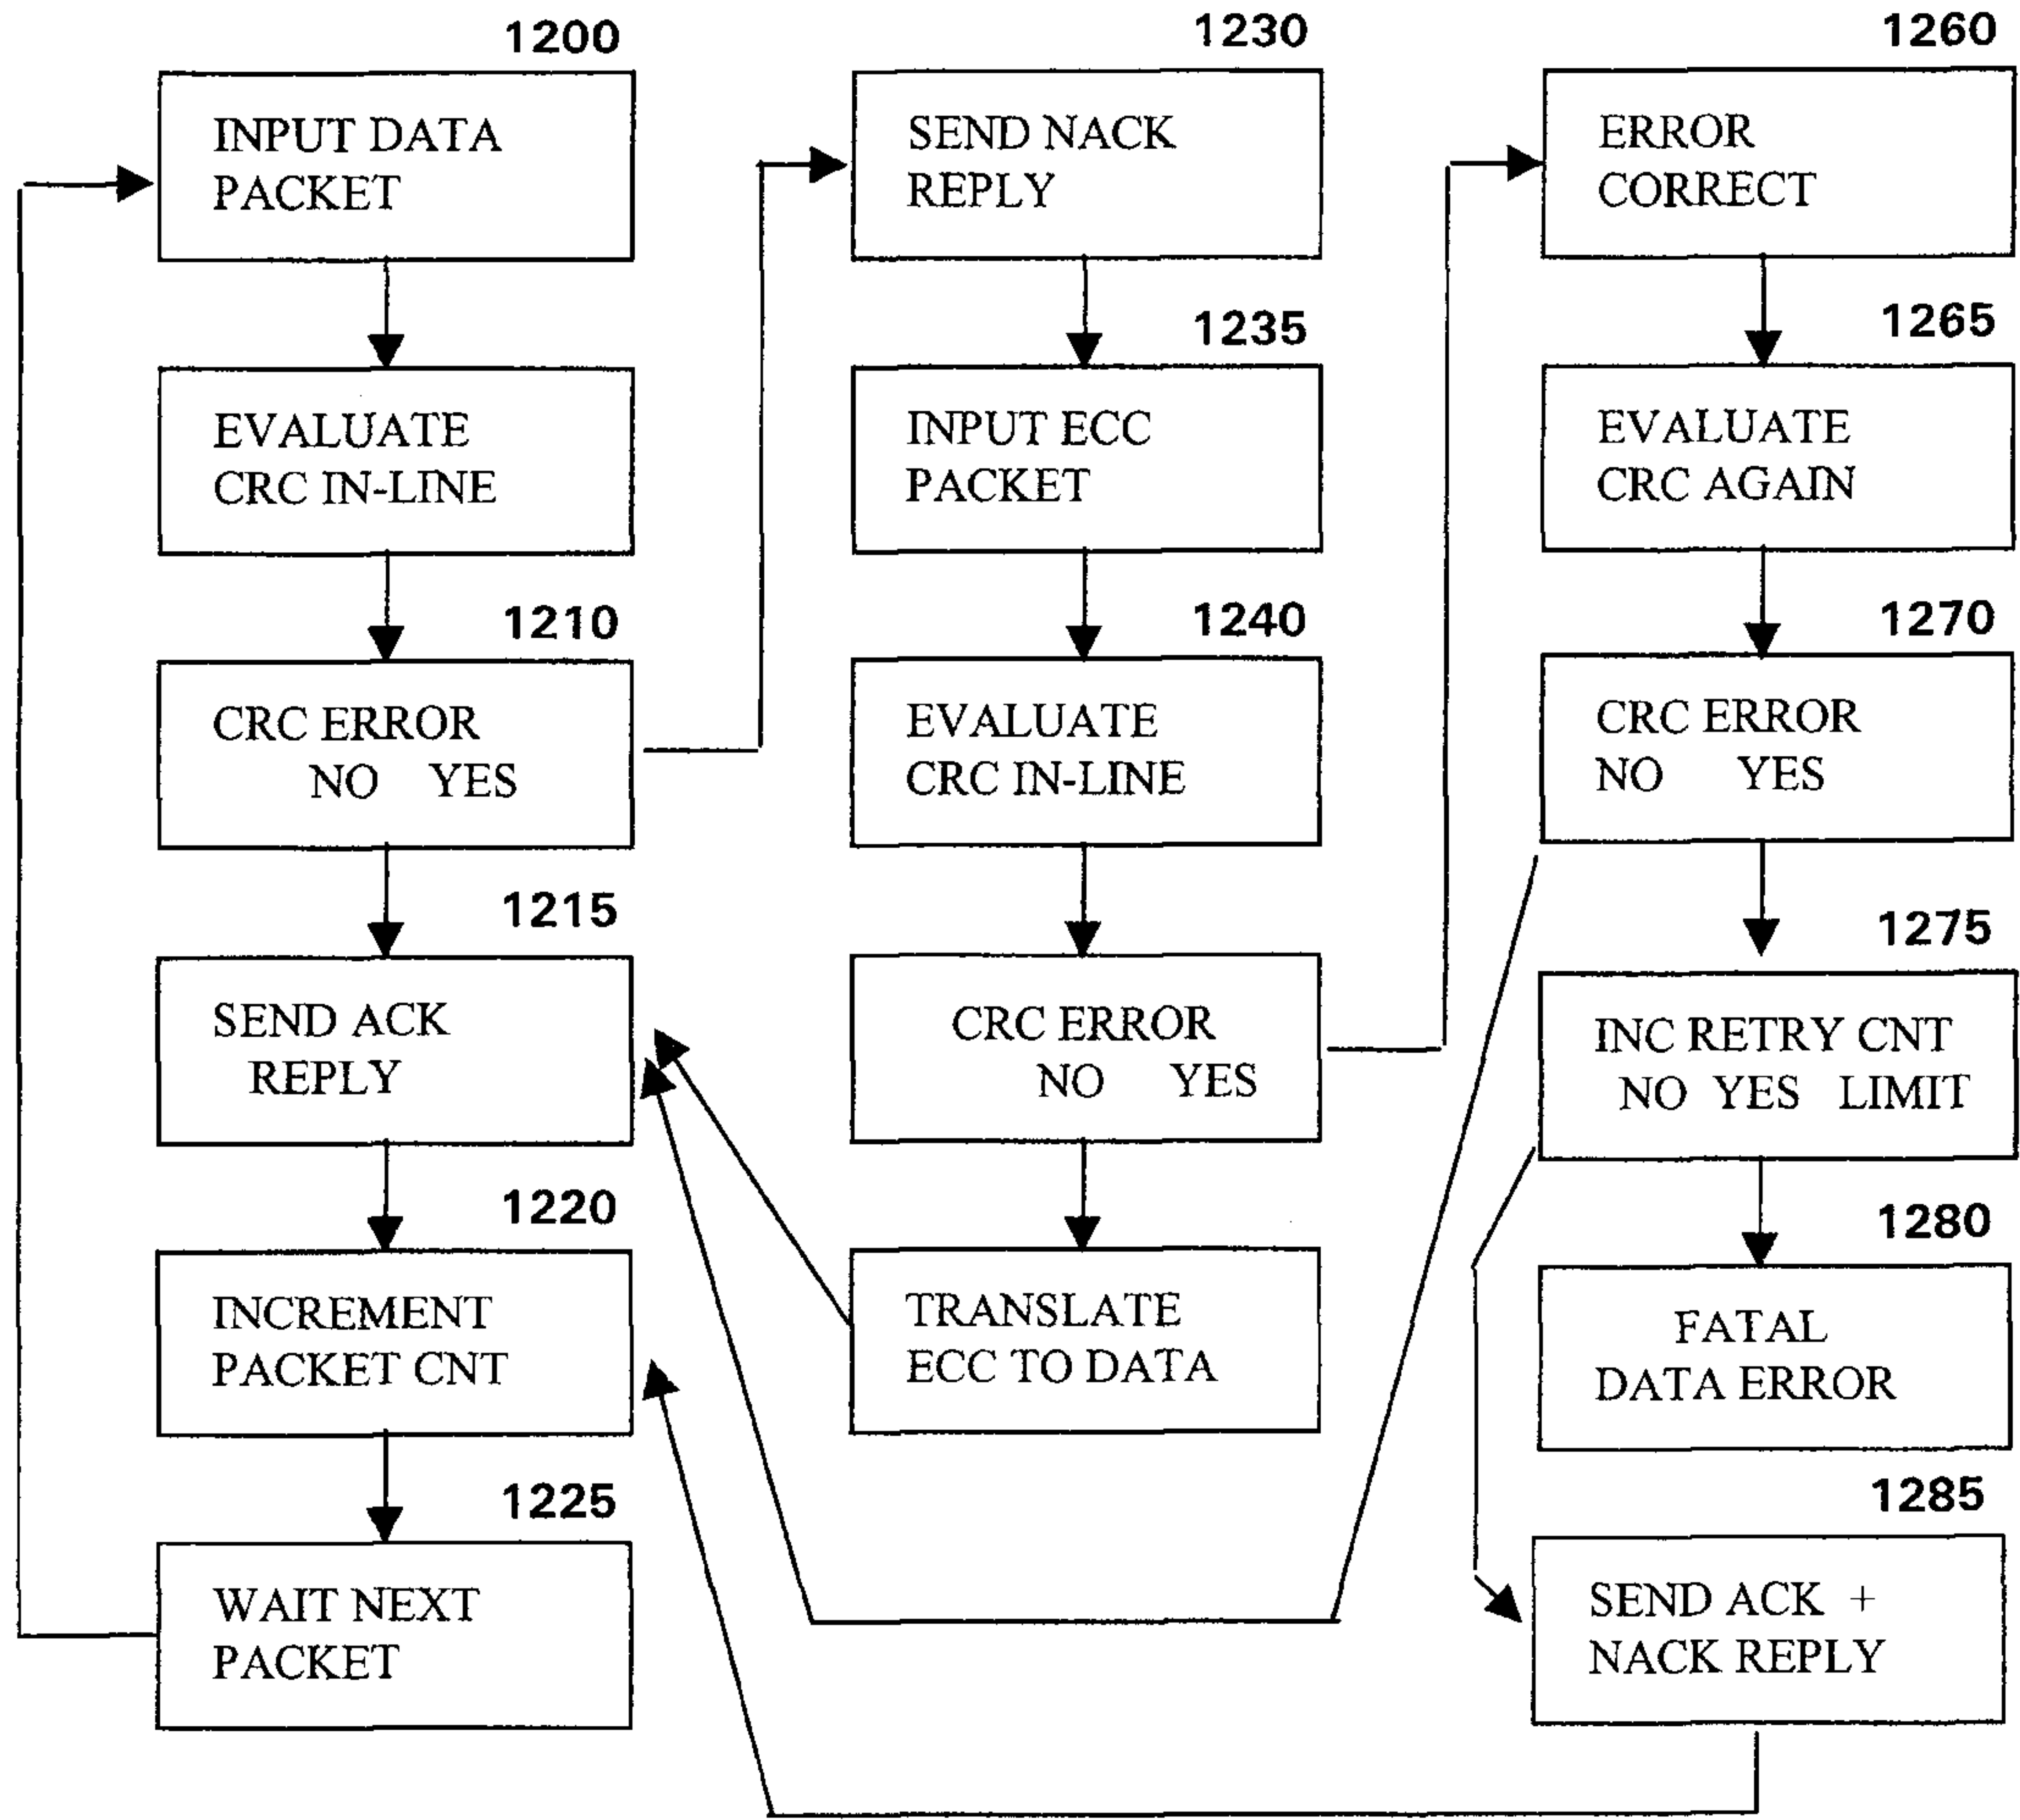 1200
INPUT DATA
PACKET
EVALUATE
CRC IN-LINE
1210
CRC ERROR
NO YES
1215
SEND ACK
REPLY
1220
INCREMENT
PACKET CNT
1225
WAIT NEXT
PACKET
1230
SEND NACK
REPLY
1235
INPUT ECC
PACKET
1240
EVALUATE
CRC IN-LINE
CRC ERROR
NO YES
TRANSLATE
ECC TO DATA
1260
ERROR
CORRECT
1265
EVALUATE
CRC AGAIN
1270
CRC ERROR
NO YES
1275
INC RETRY CNT
NO YES LIMIT
1280
FATAL
DATA ERROR
1285
SEND ACK +
NACK REPLY